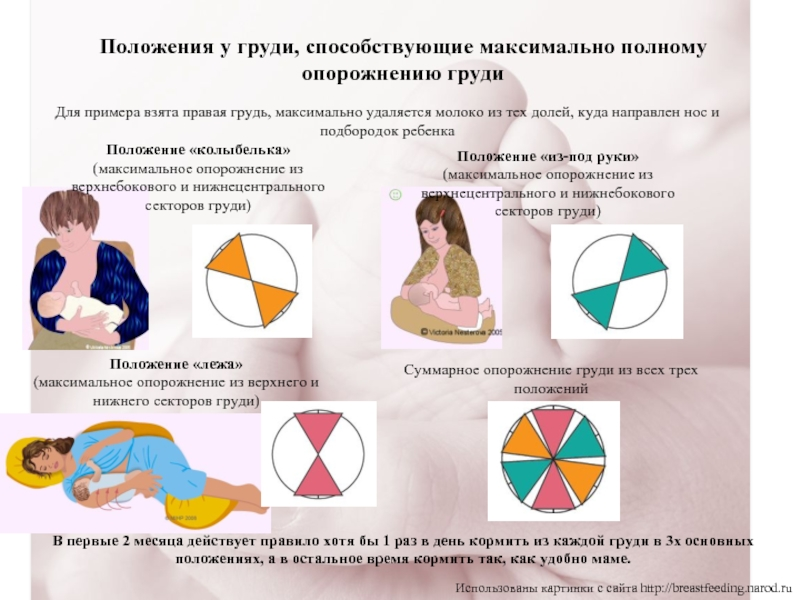 Положения у груди, способствующие максимально полному
опорожнению груди
Для примера взята правая грудь, максимально удаляется молоко из тех долей, куда направлен нос и
подбородок ребенка
Положение «колыбелька»
(максимальное опорожнение из
верхнебокового и нижнецентрального
секторов груди)
Положение «из-под руки»
(максимальное опорожнение из
верхнецентрального и нижнебокового
секторов груди)
©Victoria Nesterova 2005
Положение «лежа»
(максимальное опорожнение из верхнего и
нижнего секторов груди)
Суммарное опорожнение груди из всех трех
положений
В первые 2 месяца действует правило хотя бы 1 раз в день кормить из каждой груди в 3х основных
положениях, а в остальное время кормить так, как удобно маме.
Использованы картинки с сайта http://breastfeeding.narod.ru